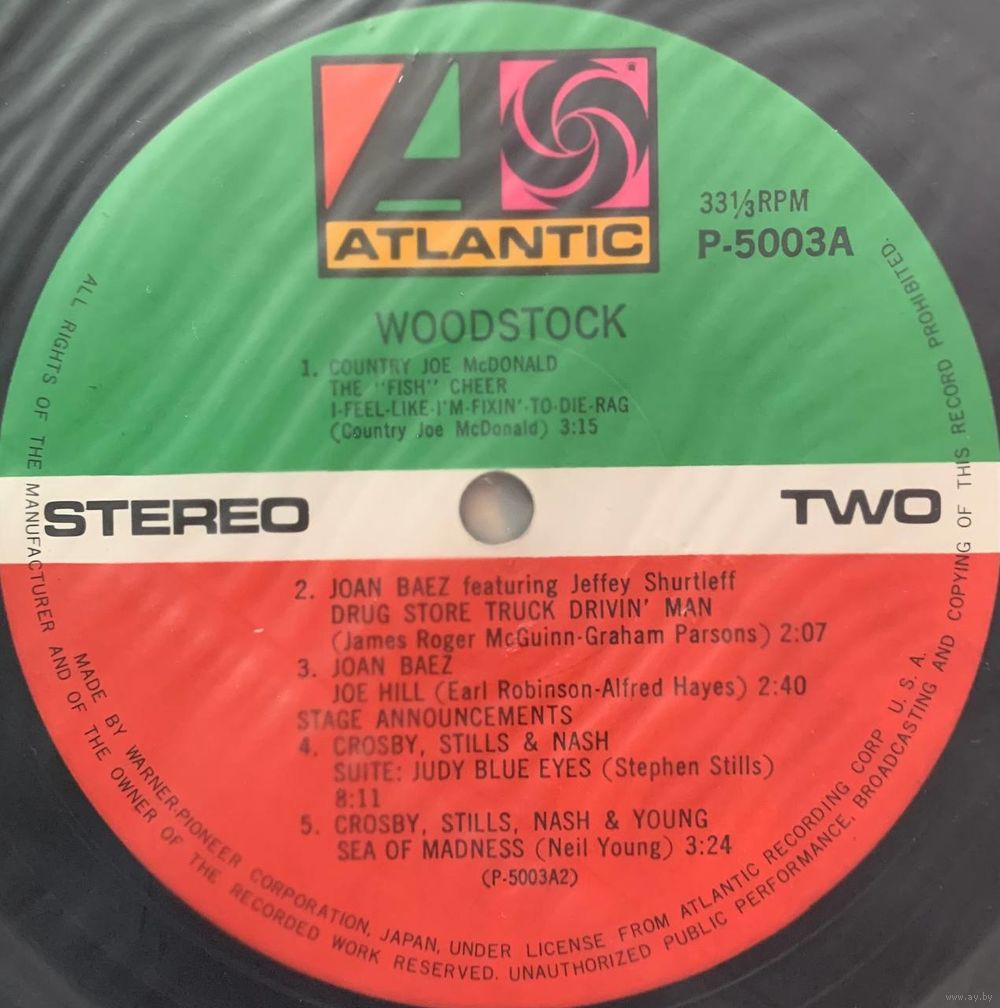 ATLANTIC
33⅓RPM
P-5003A
WOODSTOCK
1. COUNTRY JOE McDONALD
THE "FISH" CHEER
I-FEEL-LIKE-I'M-FIXIN'-TO-DIE-RAG
(Country Joe McDonald) 3:15
STEREO
TWO
2. JOAN BAEZ featuring Jeffey Shurtleff
DRUG STORE TRUCK DRIVIN' MAN
(James Roger McGuinn-Graham Parsons) 2:07
3. JOAN BAEZ
JOE HILL (Earl Robinson-Alfred Hayes) 2:40
STAGE ANNOUNCEMENTS
4. CROSBY, STILLS & NASH
SUITE: JUDY BLUE EYES (Stephen Stills)
8:11
5. CROSBY, STILLS, NASH & YOUNG
SEA OF MADNESS (Neil Young) 3:24
(P-5003A2)
MADE BY WARNER-PIONEER CORPORATION, JAPAN, UNDER LICENSE FROM ATLANTIC RECORDING CORP U. S. A.
ALL RIGHTS OF THE MANUFACTURER AND OF THE OWNER OF THE RECORDED WORK RESERVED. UNAUTHORIZED PUBLIC PERFORMANCE, BROADCASTING AND COPYING OF THIS RECORD PROHIBITED.
www.ay.by